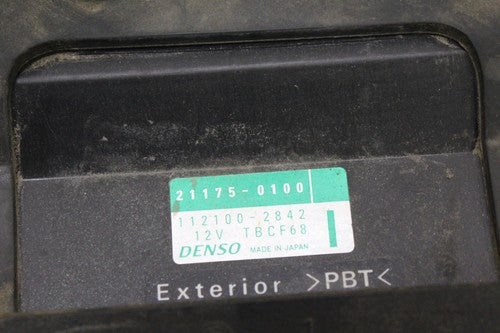 21175-0100
112100-2842
12V TBCF68
DENSO MADE IN JAPAN
Exterior >PBT<